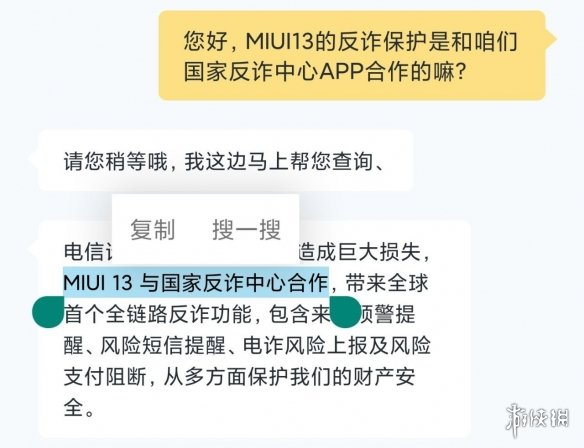 您好，MIUI13的反诈保护是和咱们
国家反诈中心APP合作的嘛？
请您稍等哦，我这边马上帮您查询、
复制 搜一搜
电信 造成巨大损失，
MIUI 13 与国家反诈中心合作，带来全球
首个全链路反诈功能，包含来 预警提
醒、风险短信提醒、电诈风险上报及风险
支付阻断，从多方面保护我们的财产安
全。
游侠网